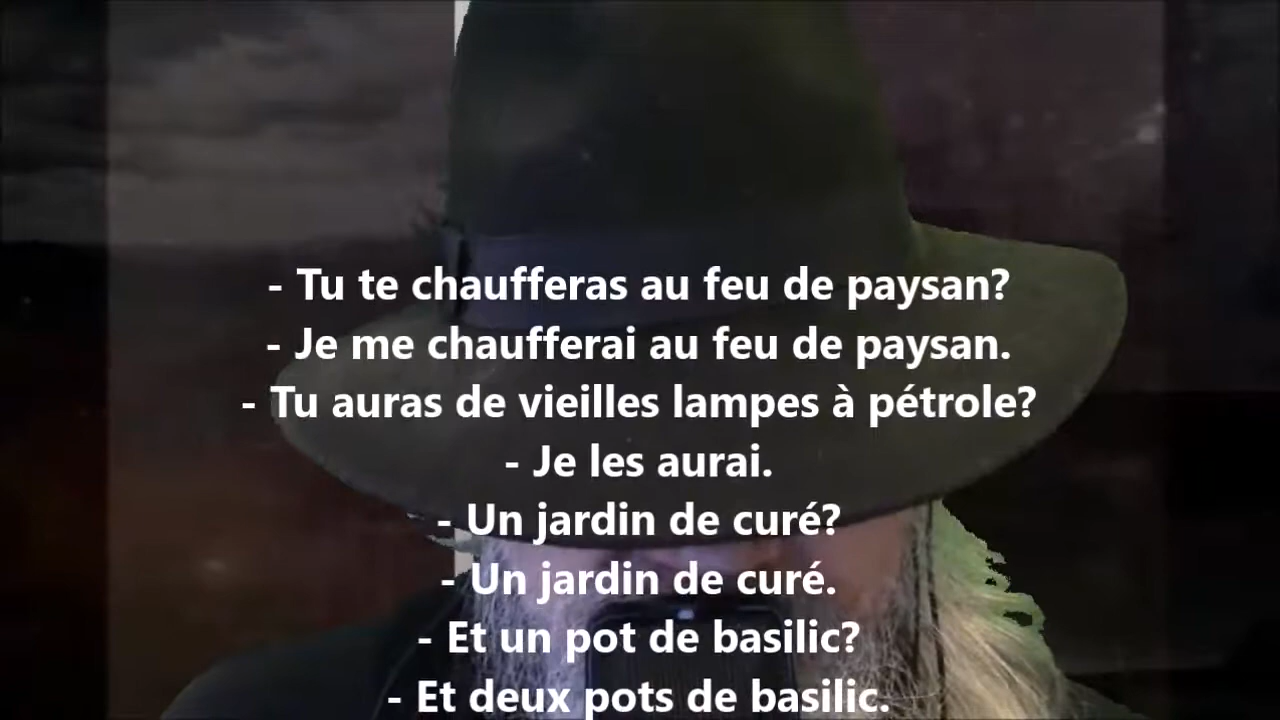 - Tu te chaufferas au feu de paysan?
- Je me chaufferai au feu de paysan.
- Tu auras de vieilles lampes à pétrole?
- Je les aurai.
- Un jardin de curé?
- Un jardin de curé.
- Et un pot de basilic?
- Et deux pots de basilic.